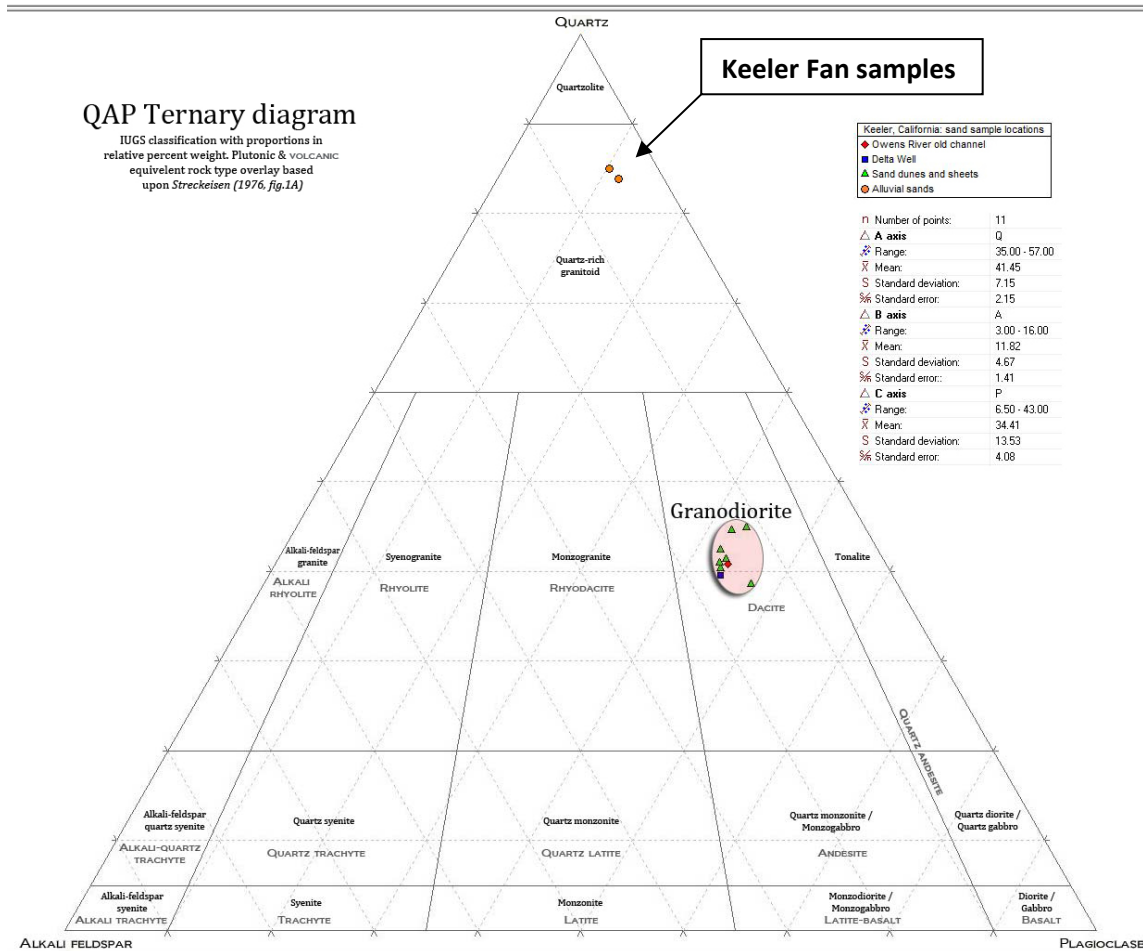 QUARTZ
Keeler Fan samples
Quartzolite
QAP Ternary diagram
IUGS classification with proportions in
relative percent weight. Plutonic & VOLCANIC
equivelent rock type overlay based
upon Streckeisen (1976, fig.1A)
Keeler, California: sand sample locations
Owens River old channel
Delta Well
Sand dunes and sheets
Alluvial sands
n Number of points: 11
A axis Q
Range: 35.00 - 57.00
X̄ Mean: 41.45
S Standard deviation: 7.15
Standard error: 2.15
B axis A
Range: 3.00 - 16.00
X̄ Mean: 11.82
S Standard deviation: 4.67
Standard error:: 1.41
C axis P
Range: 6.50 - 43.00
X̄ Mean: 34.41
S Standard deviation: 13.53
Standard error: 4.08
Quartz-rich
granitoid
Granodiorite
Alkali-feldspar
granite
ALKALI
RHYOLITE
Syenogranite
RHYOLITE
Monzogranite
RHYODACITE
DACITE
Tonalite
QUARTZ ANDESITE
Alkali-feldspar
quartz syenite
ALKALI-QUARTZ
TRACHYTE
Quartz syenite
QUARTZ TRACHYTE
Quartz monzonite
QUARTZ LATITE
Quartz monzonite /
Monzogabbro
ANDESITE
Quartz diorite /
Quartz gabbro
Alkali-feldspar
syenite
ALKALI TRACHYTE
Syenite
TRACHYTE
Monzonite
LATITE
Monzodiorite /
Monzogabbro
LATITE-BASALT
Diorite /
Gabbro
BASALT
ALKALI FELDSPAR
PLAGIOCLASE